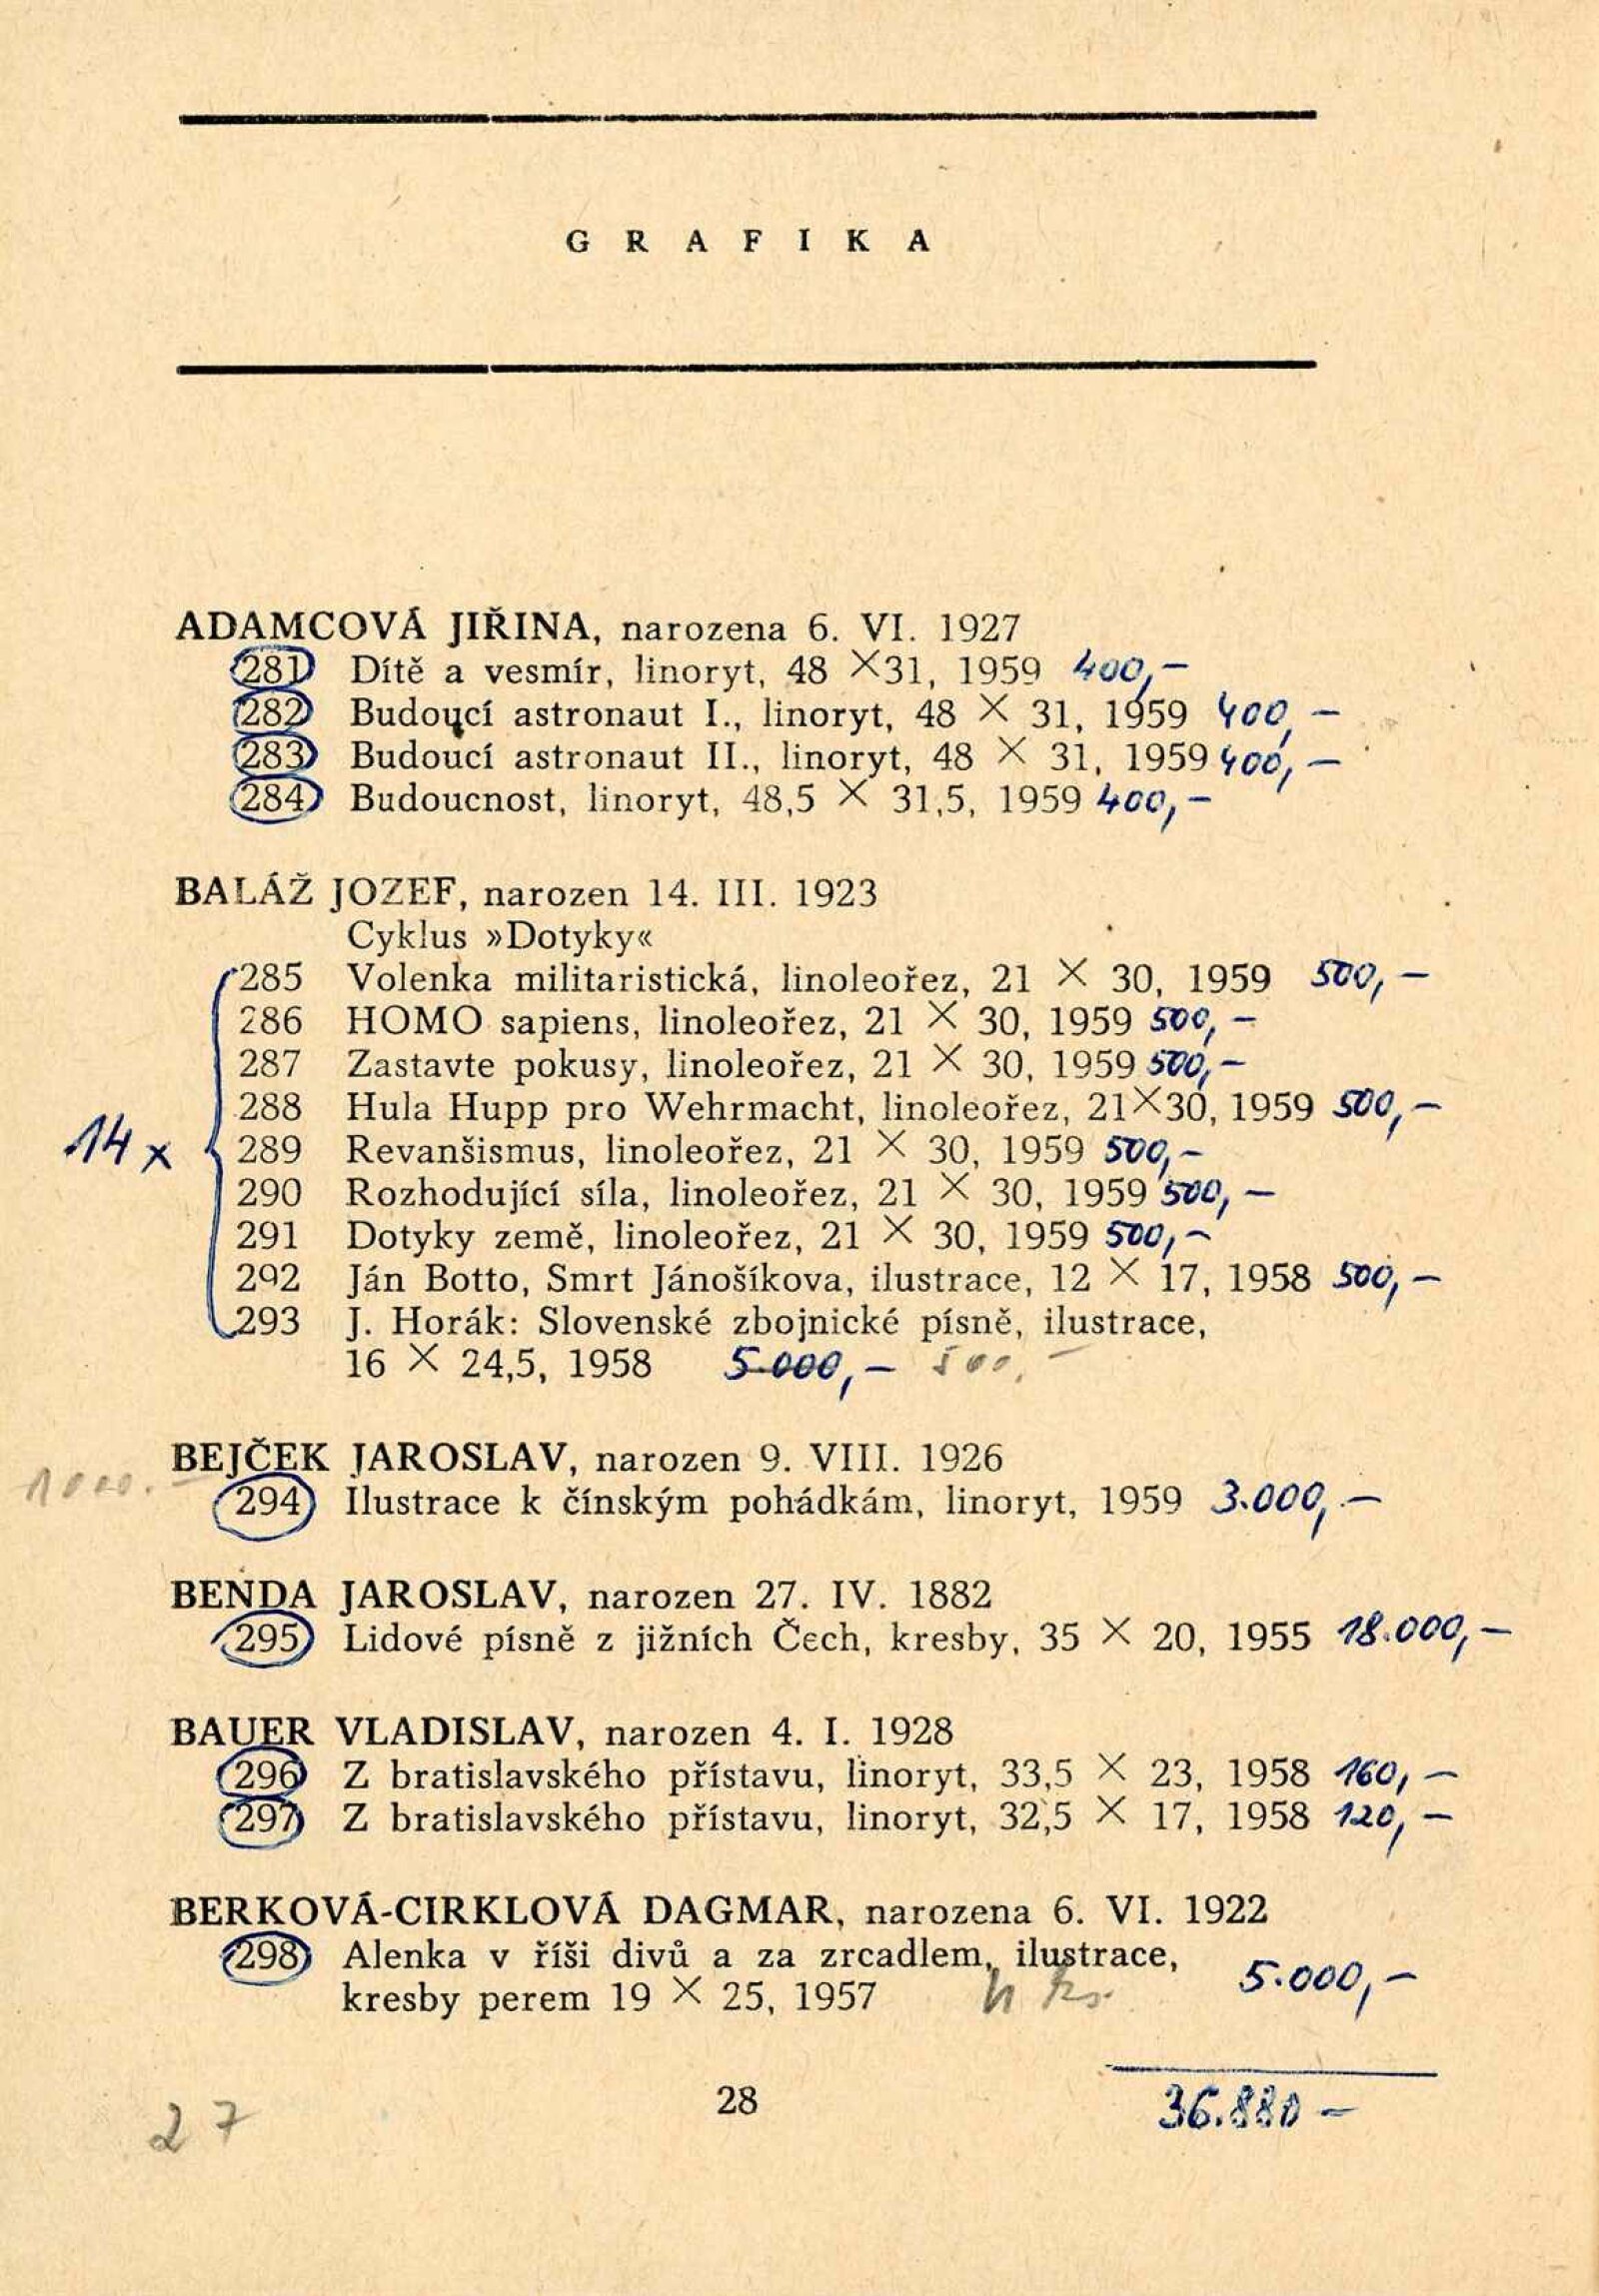 G R A F I K A
ADAMCOVÁ JIŘINA, narozena 6. VI. 1927
281 Dítě a vesmír, linoryt, 48 ×31, 1959 400,—
282 Budoucí astronaut I., linoryt, 48 × 31, 1959 400,—
283 Budoucí astronaut II., linoryt, 48 × 31, 1959 400,—
284 Budoucnost, linoryt, 48,5 × 31,5, 1959 400,—
BALÁŽ JOZEF, narozen 14. III. 1923
Cyklus »Dotyky«
285 Volenka militaristická, linoleořez, 21 × 30, 1959 500,—
286 HOMO sapiens, linoleořez, 21 × 30, 1959 500,—
287 Zastavte pokusy, linoleořez, 21 × 30, 1959 500,—
288 Hula Hupp pro Wehrmacht, linoleořez, 21×30, 1959 500,—
14 x 289 Revanšismus, linoleořez, 21 × 30, 1959 500,—
290 Rozhodující síla, linoleořez, 21 × 30, 1959 500,—
291 Dotyky země, linoleořez, 21 × 30, 1959 500,—
292 Ján Botto, Smrt Jánošíkova, ilustrace, 12 × 17, 1958 500,—
293 J. Horák: Slovenské zbojnické písně, ilustrace,
16 × 24,5, 1958 5.000,— 500,—
BEJČEK JAROSLAV, narozen 9. VIII. 1926
1000.—
294 Ilustrace k čínským pohádkám, linoryt, 1959 3.000,—
BENDA JAROSLAV, narozen 27. IV. 1882
295 Lidové písně z jižních Čech, kresby, 35 × 20, 1955 18.000,—
BAUER VLADISLAV, narozen 4. I. 1928
296 Z bratislavského přístavu, linoryt, 33,5 × 23, 1958 160,—
297 Z bratislavského přístavu, linoryt, 32,5 × 17, 1958 120,—
BERKOVÁ-CIRKLOVÁ DAGMAR, narozena 6. VI. 1922
298 Alenka v říši divů a za zrcadlem, ilustrace,
kresby perem 19 × 25, 1957 5.000,—
28
36.880 —
27